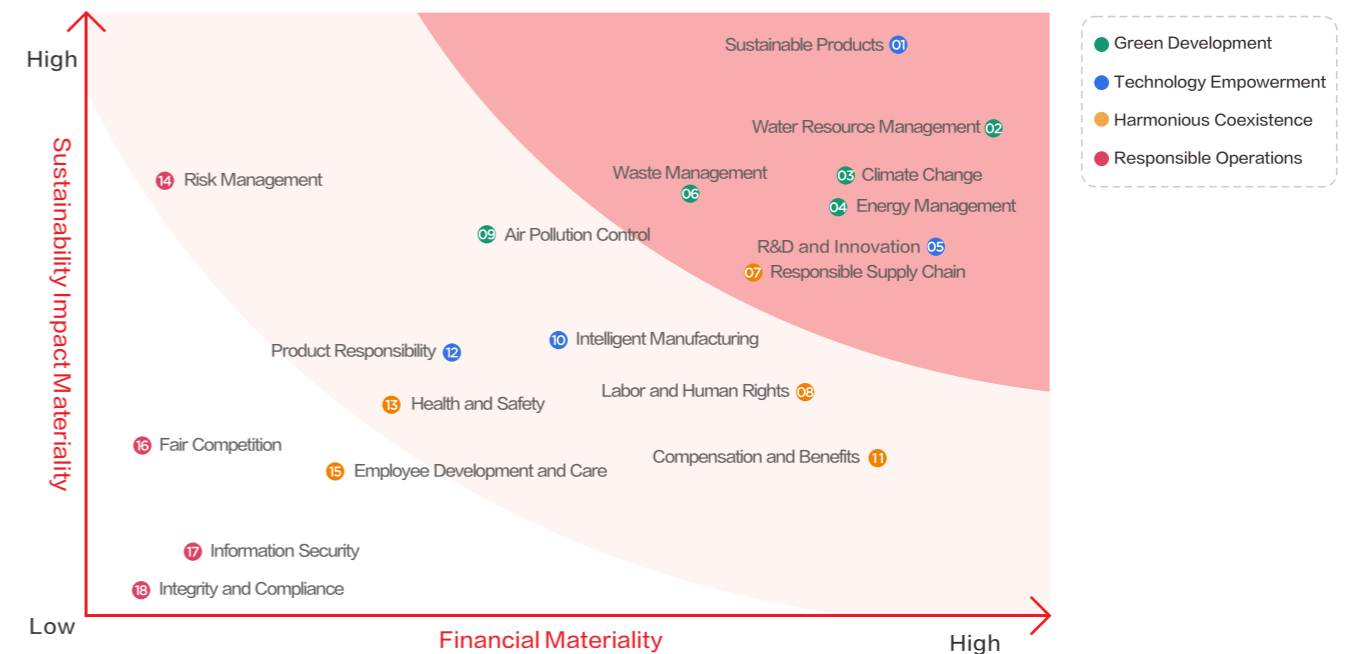 High
Sustainability Impact Materiality
Low
Financial Materiality
High
Sustainable Products 01
Water Resource Management 02
Waste Management
06
03 Climate Change
04 Energy Management
R&D and Innovation 05
07 Responsible Supply Chain
14 Risk Management
09 Air Pollution Control
10 Intelligent Manufacturing
Product Responsibility 12
Labor and Human Rights 08
13 Health and Safety
16 Fair Competition
Compensation and Benefits 11
15 Employee Development and Care
17 Information Security
18 Integrity and Compliance
Green Development
Technology Empowerment
Harmonious Coexistence
Responsible Operations